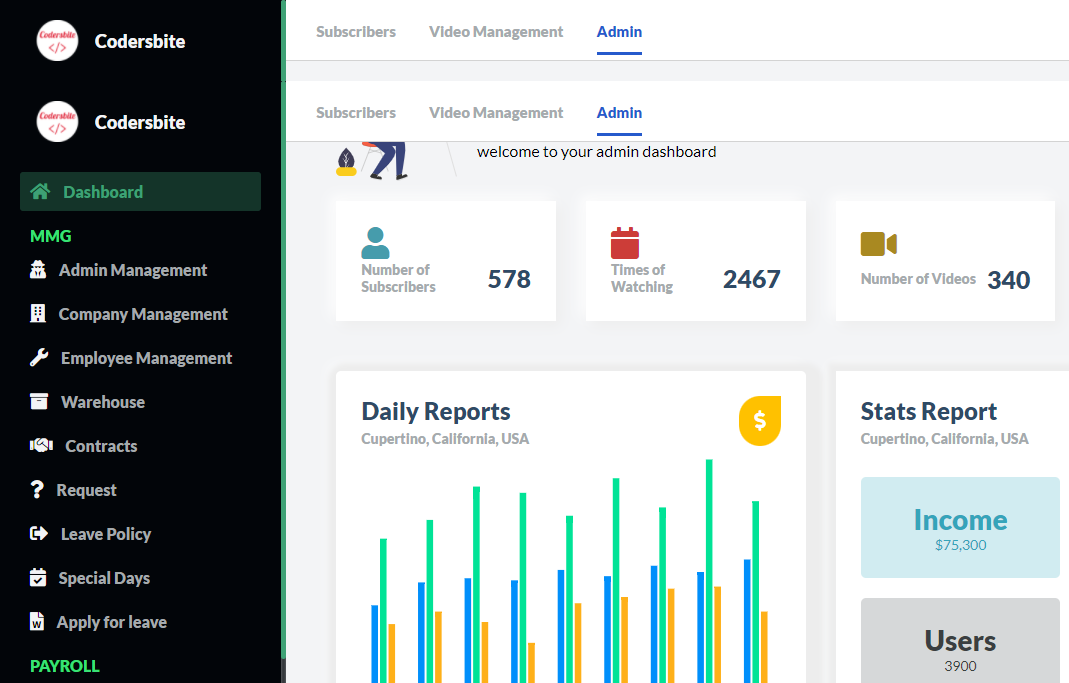 Codersbite
</>
Codersbite
Subscribers Video Management Admin
Codersbite
</>
Codersbite
Subscribers Video Management Admin
welcome to your admin dashboard
Dashboard
MMG
Admin Management
Company Management
Employee Management
Warehouse
Contracts
? Request
Leave Policy
Special Days
W Apply for leave
PAYROLL
Number of
Subscribers
578
Times of
Watching
2467
Number of Videos 340
Daily Reports
Cupertino, California, USA
$
Stats Report
Cupertino, California, USA
Income
$75,300
Users
3900